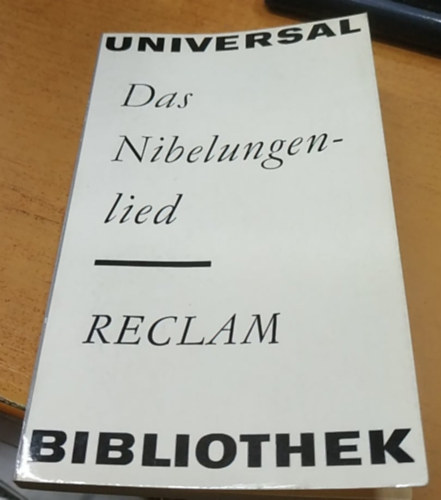 UNIVERSAL
Das
Nibelungen-
lied
RECLAM
BIBLIOTHEK